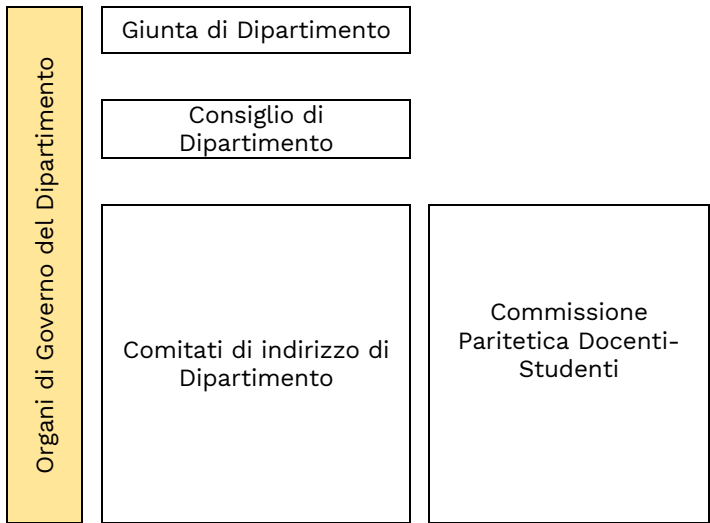 Organi di Governo del Dipartimento
Giunta di Dipartimento
Consiglio di
Dipartimento
Comitati di indirizzo di
Dipartimento
Commissione
Paritetica Docenti-
Studenti